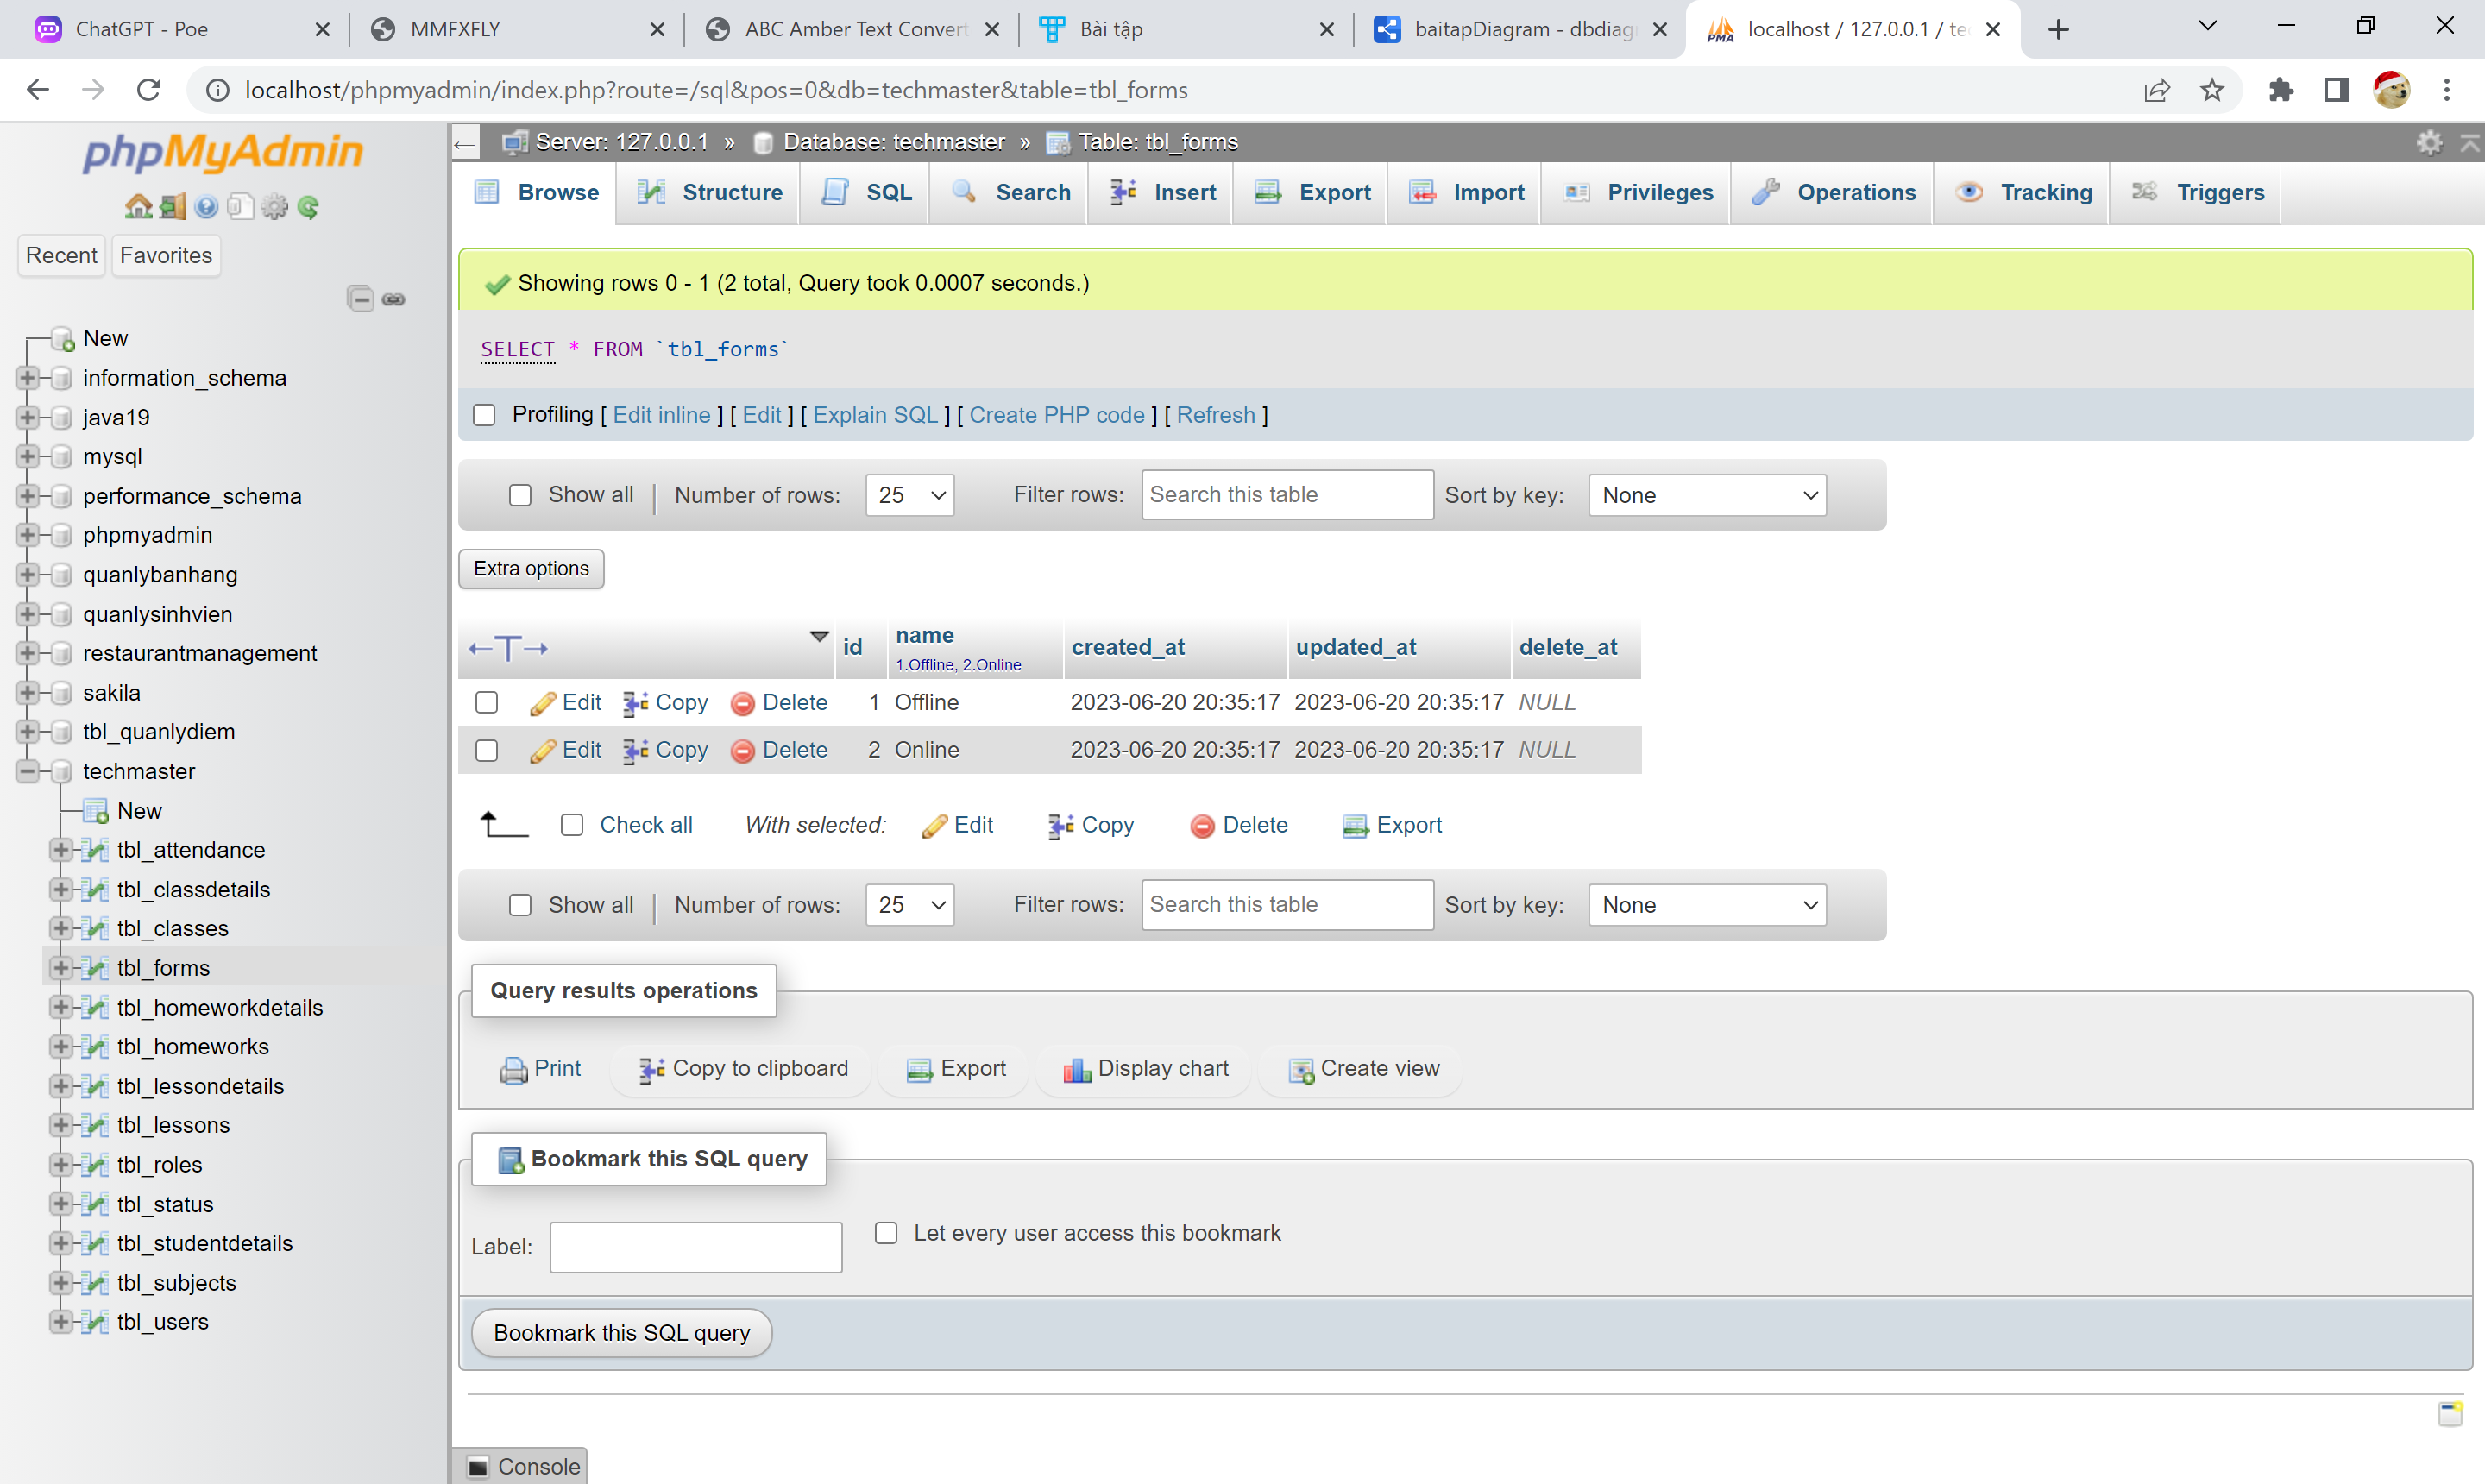 ChatGPT - Poe
MMFXFLY
ABC Amber Text Convert
Bài tập
baitapDiagram - dbdiag
localhost / 127.0.0.1 / te
localhost/phpmyadmin/index.php?route=/sql&pos=0&db=techmaster&table=tbl_forms
phpMyAdmin
Recent
Favorites
New
information_schema
java19
mysql
performance_schema
phpmyadmin
quanlybanhang
quanlysinhvien
restaurantmanagement
sakila
tbl_quanlydiem
techmaster
New
tbl_attendance
tbl_classdetails
tbl_classes
tbl_forms
tbl_homeworkdetails
tbl_homeworks
tbl_lessondetails
tbl_lessons
tbl_roles
tbl_status
tbl_studentdetails
tbl_subjects
tbl_users
Server: 127.0.0.1 » Database: techmaster » Table: tbl_forms
Browse Structure SQL Search Insert Export Import Privileges Operations Tracking Triggers
Showing rows 0 - 1 (2 total, Query took 0.0007 seconds.)
SELECT * FROM `tbl_forms`
Profiling [ Edit inline ] [ Edit ] [ Explain SQL ] [ Create PHP code ] [ Refresh ]
Show all | Number of rows: 25 Filter rows: Search this table Sort by key: None
Extra options
←T→ id name created_at updated_at delete_at
1.Offline, 2.Online
Edit Copy Delete 1 Offline 2023-06-20 20:35:17 2023-06-20 20:35:17 NULL
Edit Copy Delete 2 Online 2023-06-20 20:35:17 2023-06-20 20:35:17 NULL
Check all With selected: Edit Copy Delete Export
Show all | Number of rows: 25 Filter rows: Search this table Sort by key: None
Query results operations
Print Copy to clipboard Export Display chart Create view
Bookmark this SQL query
Label: Let every user access this bookmark
Bookmark this SQL query
Console